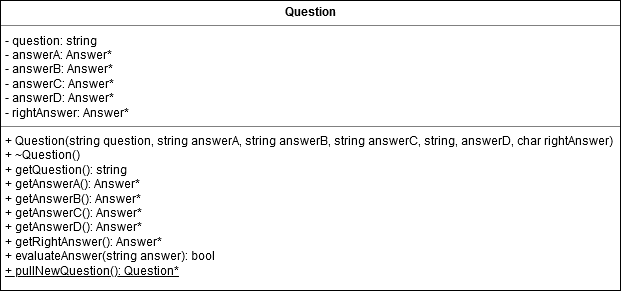 Question
- question: string
- answerA: Answer*
- answerB: Answer*
- answerC: Answer*
- answerD: Answer*
- rightAnswer: Answer*
+ Question(string question, string answerA, string answerB, string answerC, string, answerD, char rightAnswer)
+ ~Question()
+ getQuestion(): string
+ getAnswerA(): Answer*
+ getAnswerB(): Answer*
+ getAnswerC(): Answer*
+ getAnswerD(): Answer*
+ getRightAnswer(): Answer*
+ evaluateAnswer(string answer): bool
+ pullNewQuestion(): Question*